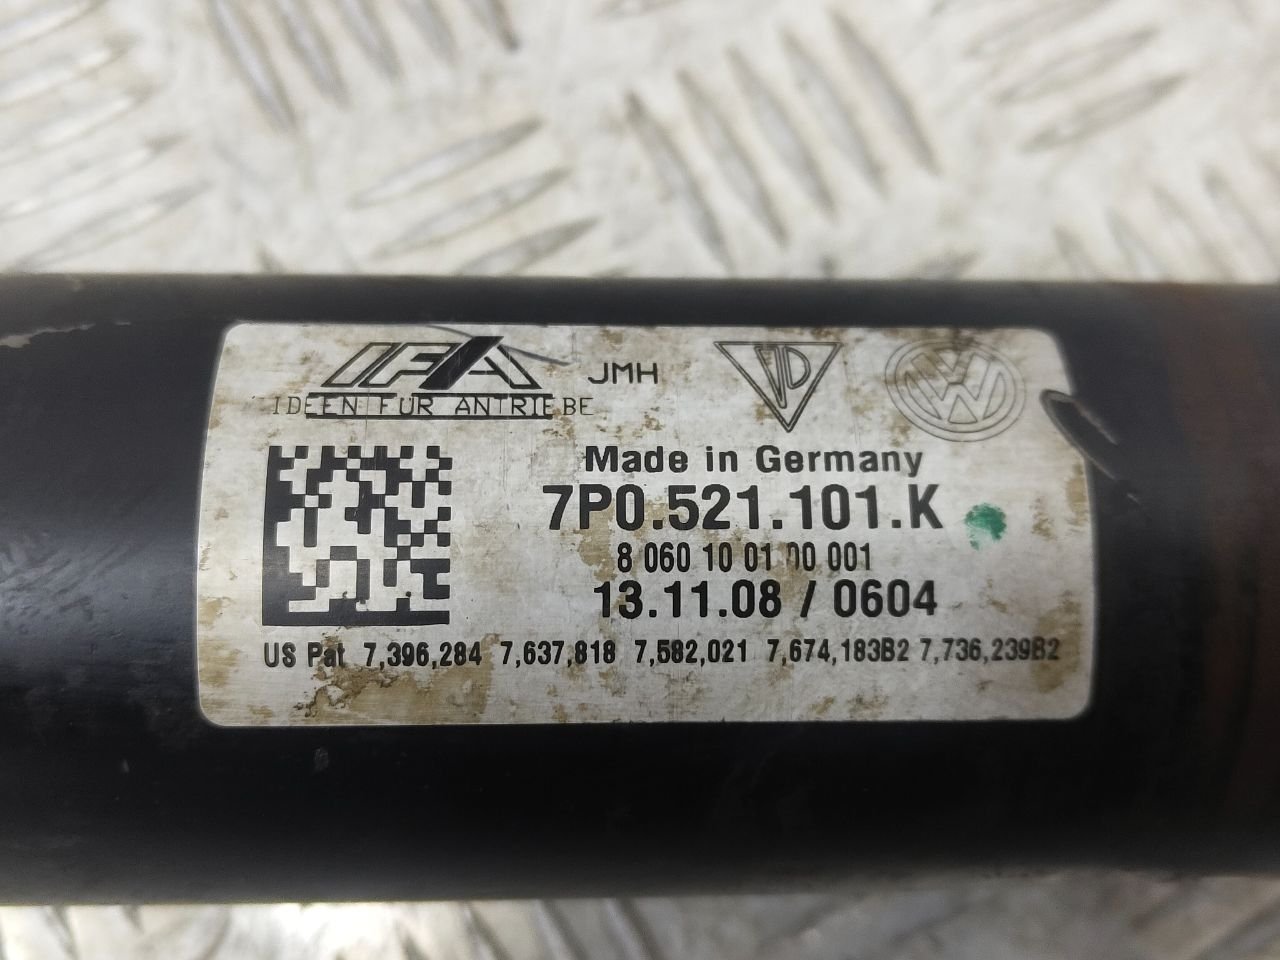 IFA JMH
IDEEN FÜR ANTRIEBE
Made in Germany
7P0.521.101.K
8 060 10 01 00 001
13.11.08 / 0604
US Pat 7,396,284 7,637,818 7,582,021 7,674,183B2 7,736,239B2